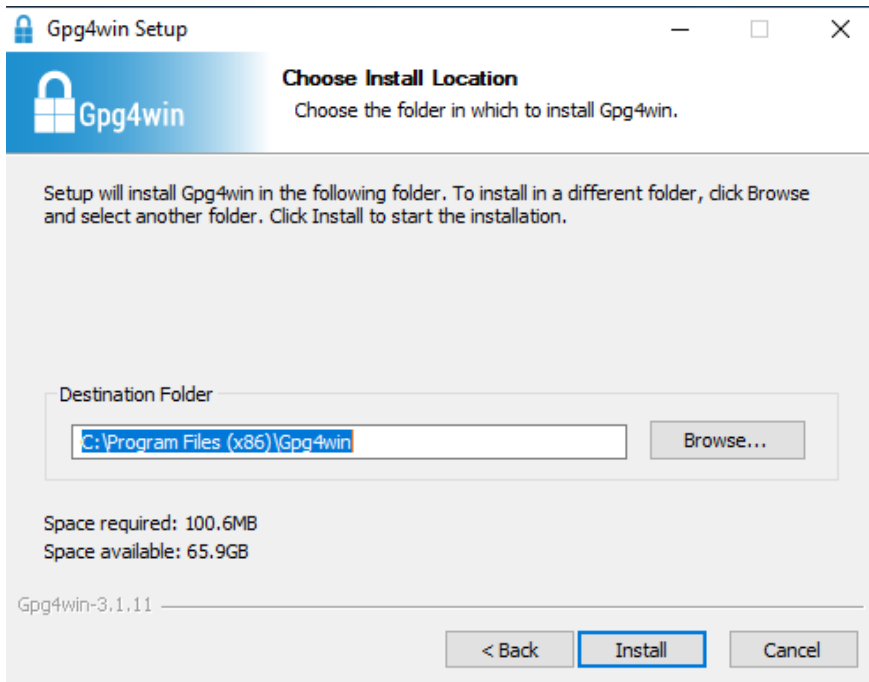 Gpg4win Setup
Gpg4win
Choose Install Location
Choose the folder in which to install Gpg4win.
Setup will install Gpg4win in the following folder. To install in a different folder, click Browse
and select another folder. Click Install to start the installation.
Destination Folder
C:\Program Files (x86)\Gpg4win
Browse...
Space required: 100.6MB
Space available: 65.9GB
Gpg4win-3.1.11
< Back
Install
Cancel